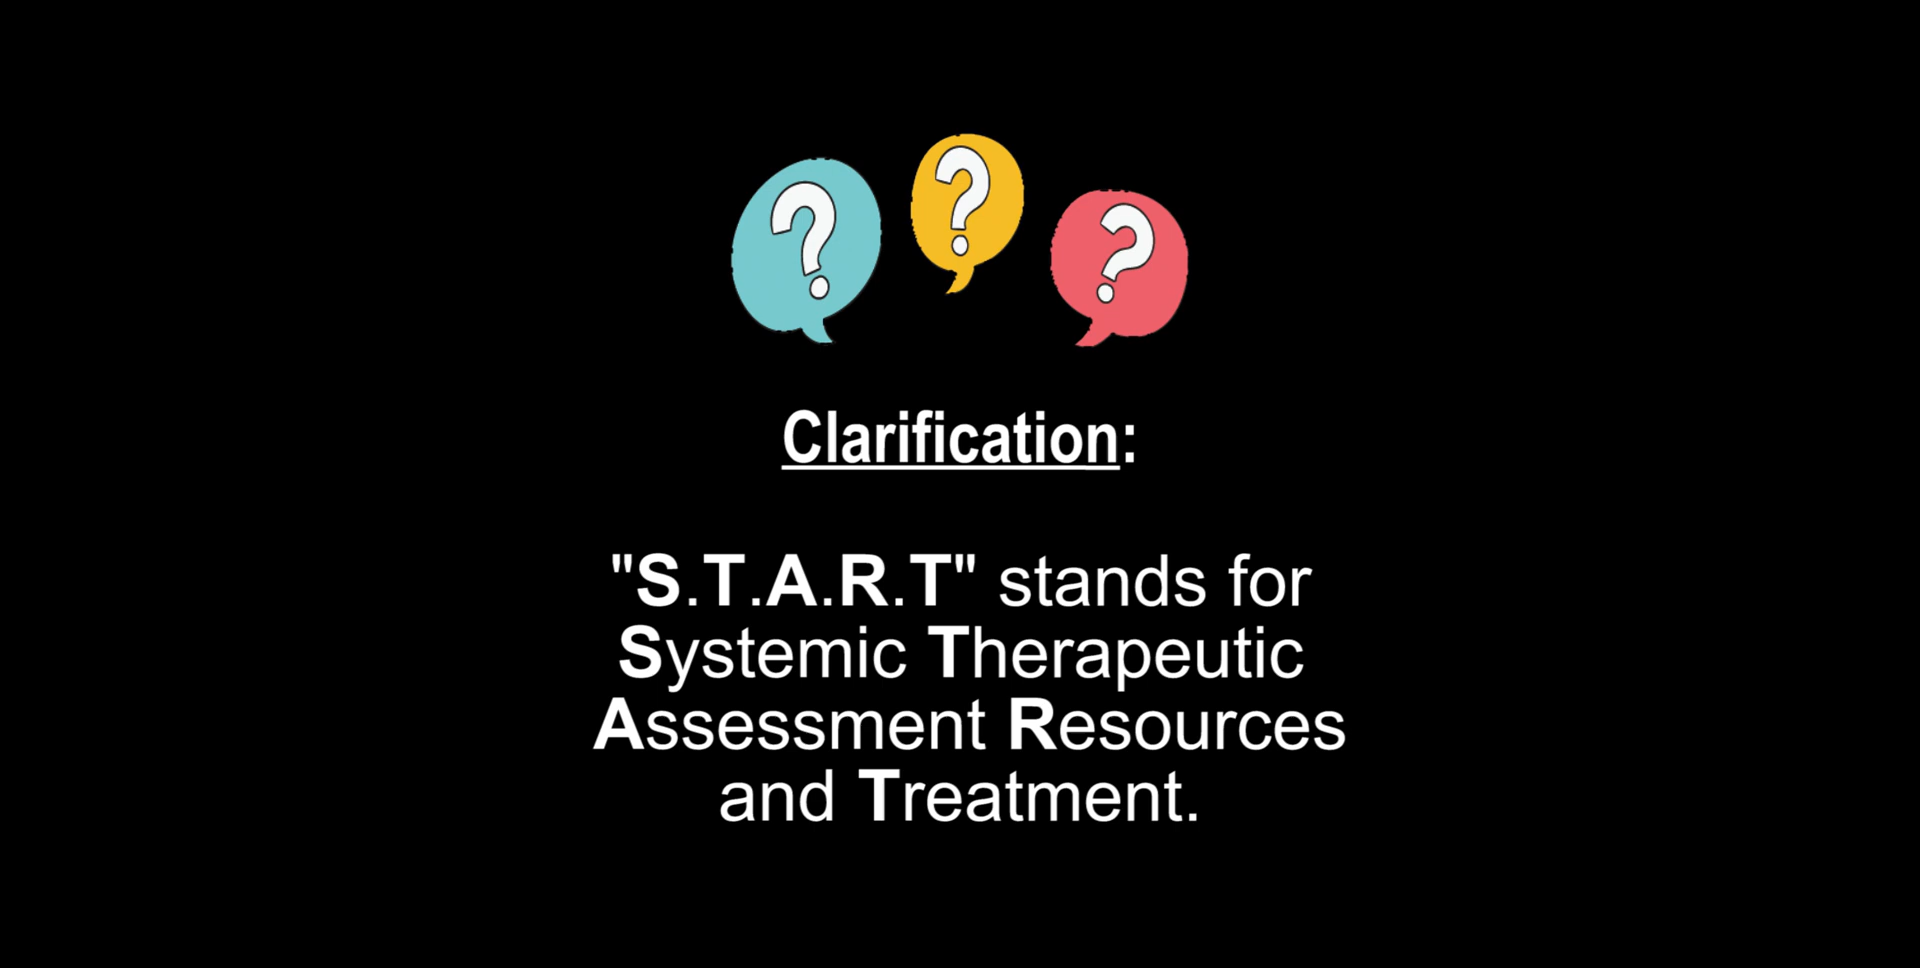 ?
?
?
Clarification:
"S.T.A.R.T" stands for
Systemic Therapeutic
Assessment Resources
and Treatment.